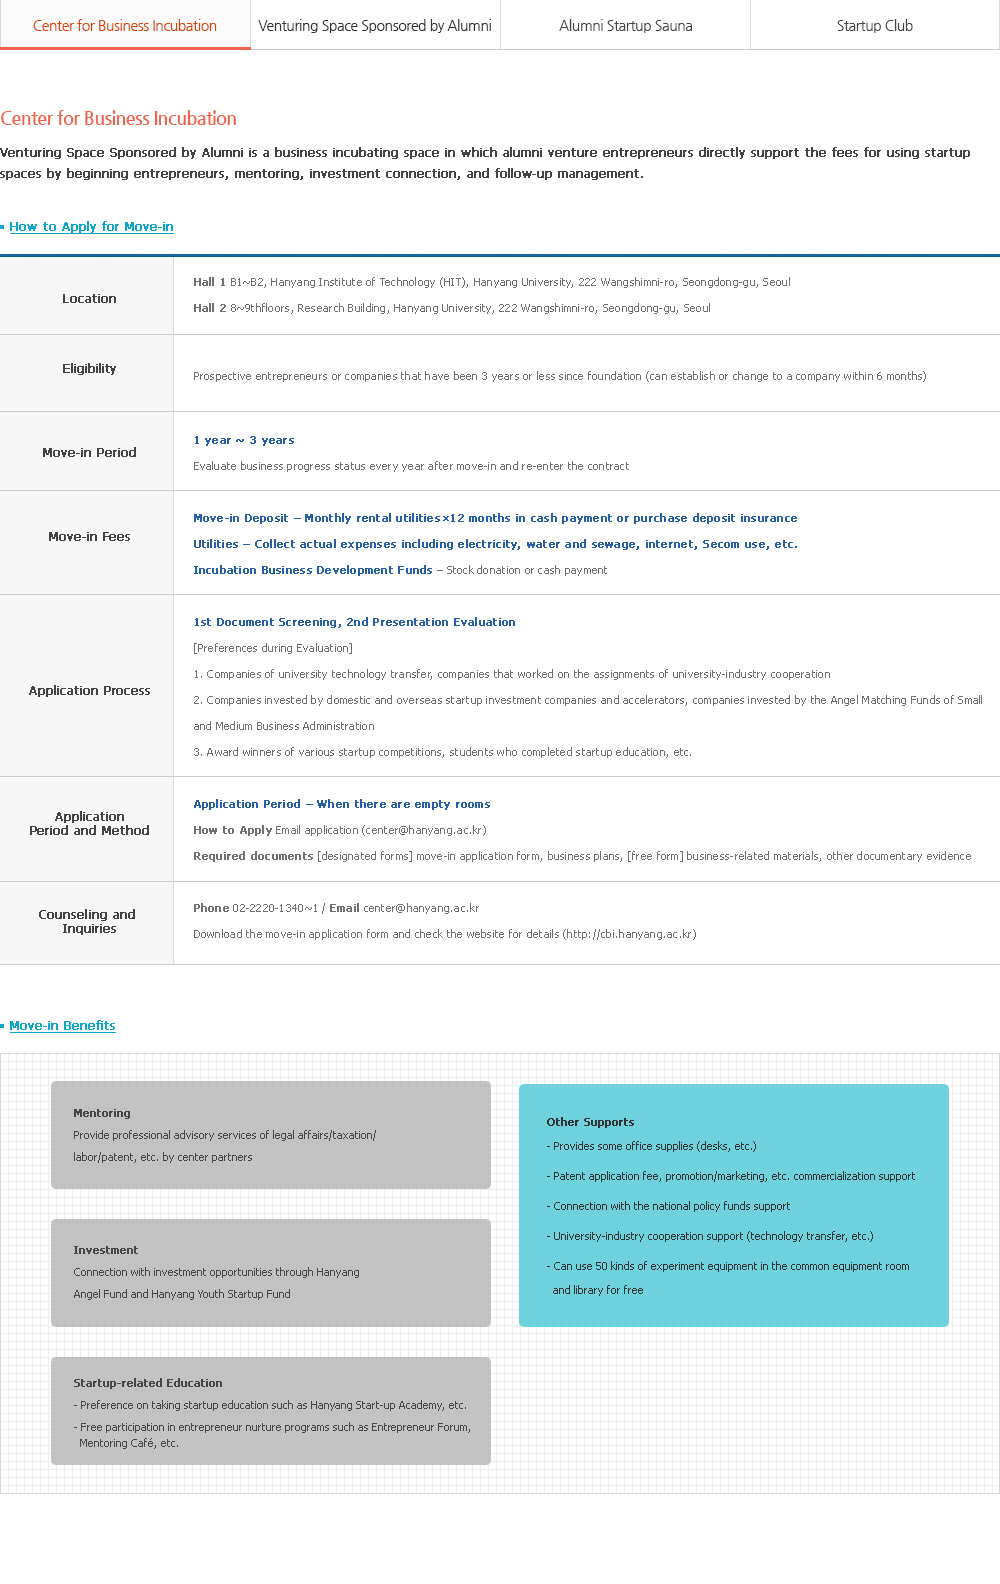 Center for Business Incubation
Venturing Space Sponsored by Alumni
Alumni Startup Sauna
Startup Club
Center for Business Incubation
Venturing Space Sponsored by Alumni is a business incubating space in which alumni venture entrepreneurs directly support the fees for using startup
spaces by beginning entrepreneurs, mentoring, investment connection, and follow-up management.
How to Apply for Move-in
Location
Hall 1 B1~B2, Hanyang Institute of Technology (HIT), Hanyang University, 222 Wangshimni-ro, Seongdong-gu, Seoul
Hall 2 8~9thfloors, Research Building, Hanyang University, 222 Wangshimni-ro, Seongdong-gu, Seoul
Eligibility
Prospective entrepreneurs or companies that have been 3 years or less since foundation (can establish or change to a company within 6 months)
Move-in Period
1 year ~ 3 years
Evaluate business progress status every year after move-in and re-enter the contract
Move-in Fees
Move-in Deposit – Monthly rental utilities×12 months in cash payment or purchase deposit insurance
Utilities – Collect actual expenses including electricity, water and sewage, internet, Secom use, etc.
Incubation Business Development Funds – Stock donation or cash payment
Application Process
1st Document Screening, 2nd Presentation Evaluation
[Preferences during Evaluation]
1. Companies of university technology transfer, companies that worked on the assignments of university-industry cooperation
2. Companies invested by domestic and overseas startup investment companies and accelerators, companies invested by the Angel Matching Funds of Small
and Medium Business Administration
3. Award winners of various startup competitions, students who completed startup education, etc.
Application
Period and Method
Application Period – When there are empty rooms
How to Apply Email application (center@hanyang.ac.kr)
Required documents [designated forms] move-in application form, business plans, [free form] business-related materials, other documentary evidence
Counseling and
Inquiries
Phone 02-2220-1340~1 / Email center@hanyang.ac.kr
Download the move-in application form and check the website for details (http://cbi.hanyang.ac.kr)
Move-in Benefits
Mentoring
Provide professional advisory services of legal affairs/taxation/
labor/patent, etc. by center partners
Investment
Connection with investment opportunities through Hanyang
Angel Fund and Hanyang Youth Startup Fund
Startup-related Education
- Preference on taking startup education such as Hanyang Start-up Academy, etc.
- Free participation in entrepreneur nurture programs such as Entrepreneur Forum,
Mentoring Café, etc.
Other Supports
- Provides some office supplies (desks, etc.)
- Patent application fee, promotion/marketing, etc. commercialization support
- Connection with the national policy funds support
- University-industry cooperation support (technology transfer, etc.)
- Can use 50 kinds of experiment equipment in the common equipment room
and library for free